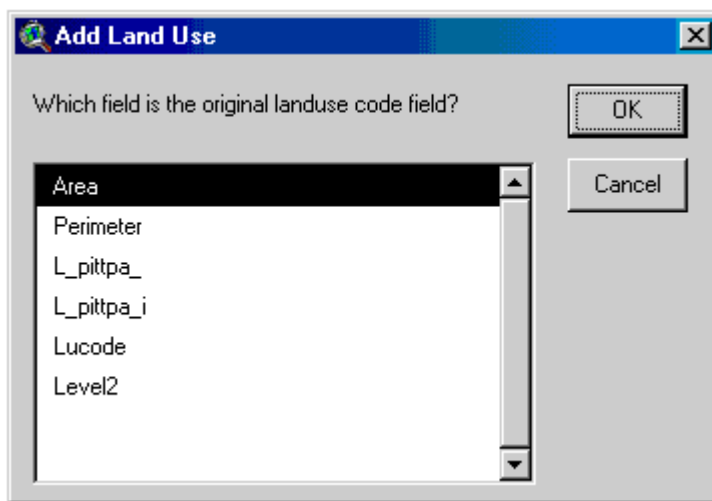 Add Land Use
Which field is the original landuse code field?
OK
Cancel
Area
Perimeter
L_pittpa_
L_pittpa_i
Lucode
Level2